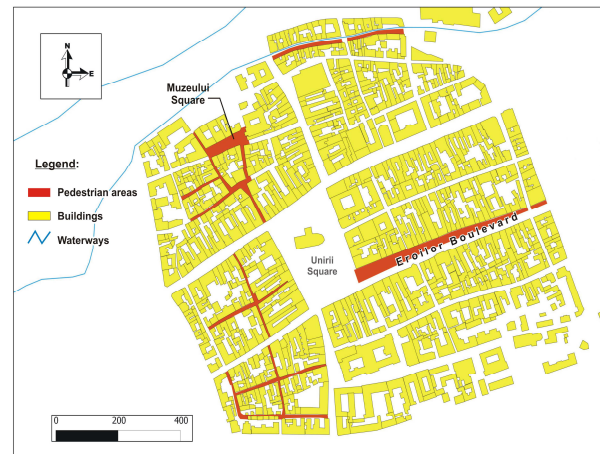 N
E
Muzeului
Square
Legend:
Pedestrian areas
Buildings
Waterways
Unirii
Square
Eroilor Boulevard
0 200 400